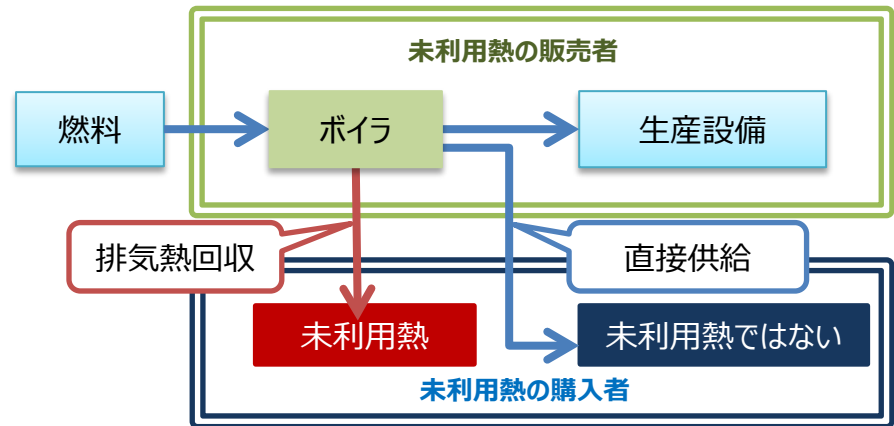 未利用熱の販売者
燃料
ボイラ
生産設備
排気熱回収
直接供給
未利用熱
未利用熱ではない
未利用熱の購入者